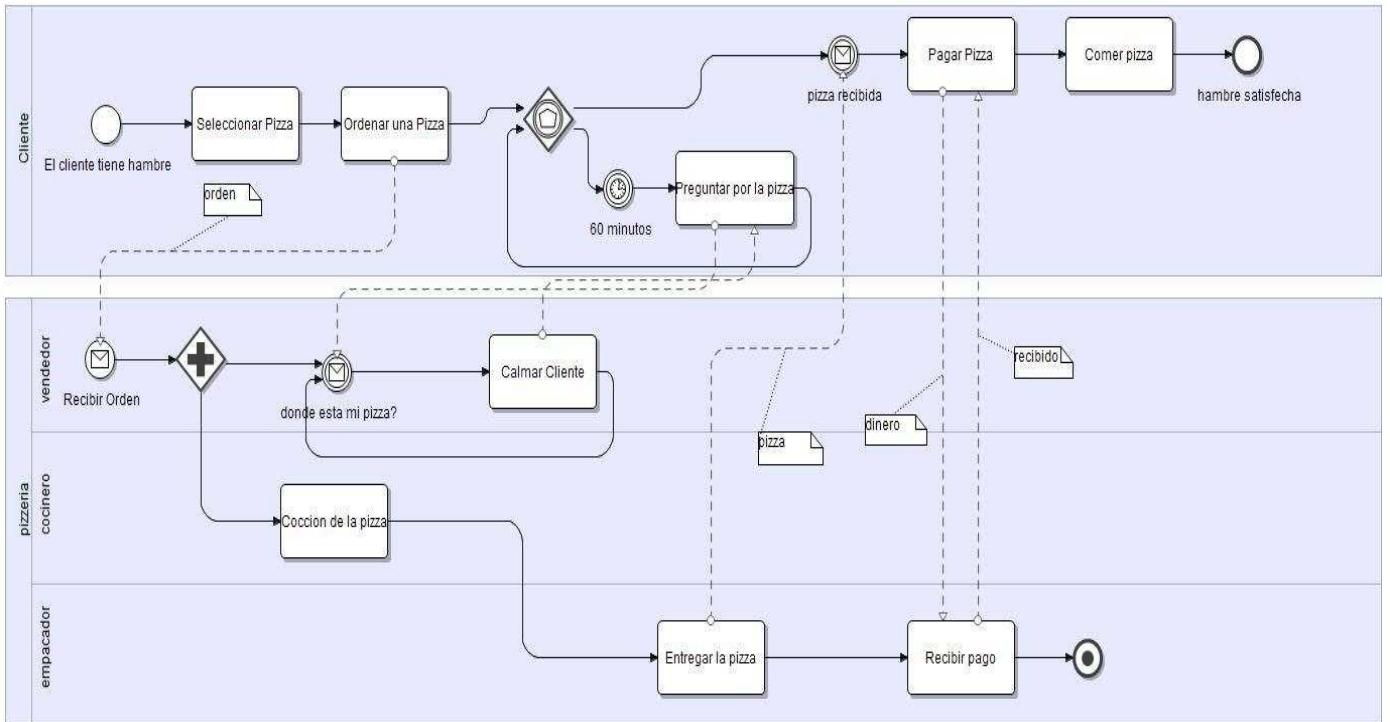 Cliente
El cliente tiene hambre
Seleccionar Pizza
Ordenar una Pizza
orden
60 minutos
Preguntar por la pizza
pizza recibida
Pagar Pizza
Comer pizza
hambre satisfecha
pizzeria
vendedor
Recibir Orden
donde esta mi pizza?
Calmar Cliente
pizza
dinero
recibido
cocinero
Coccion de la pizza
empacador
Entregar la pizza
Recibir pago